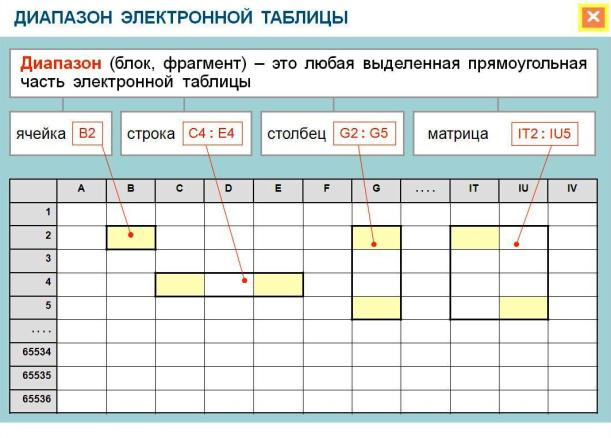 ДИАПАЗОН ЭЛЕКТРОННОЙ ТАБЛИЦЫ
Диапазон (блок, фрагмент) – это любая выделенная прямоугольная
часть электронной таблицы
ячейка B2 строка C4 : E4 столбец G2 : G5 матрица IT2 : IU5
A B C D E F G .... IT IU IV
1
2
3
4
5
....
65534
65535
65536